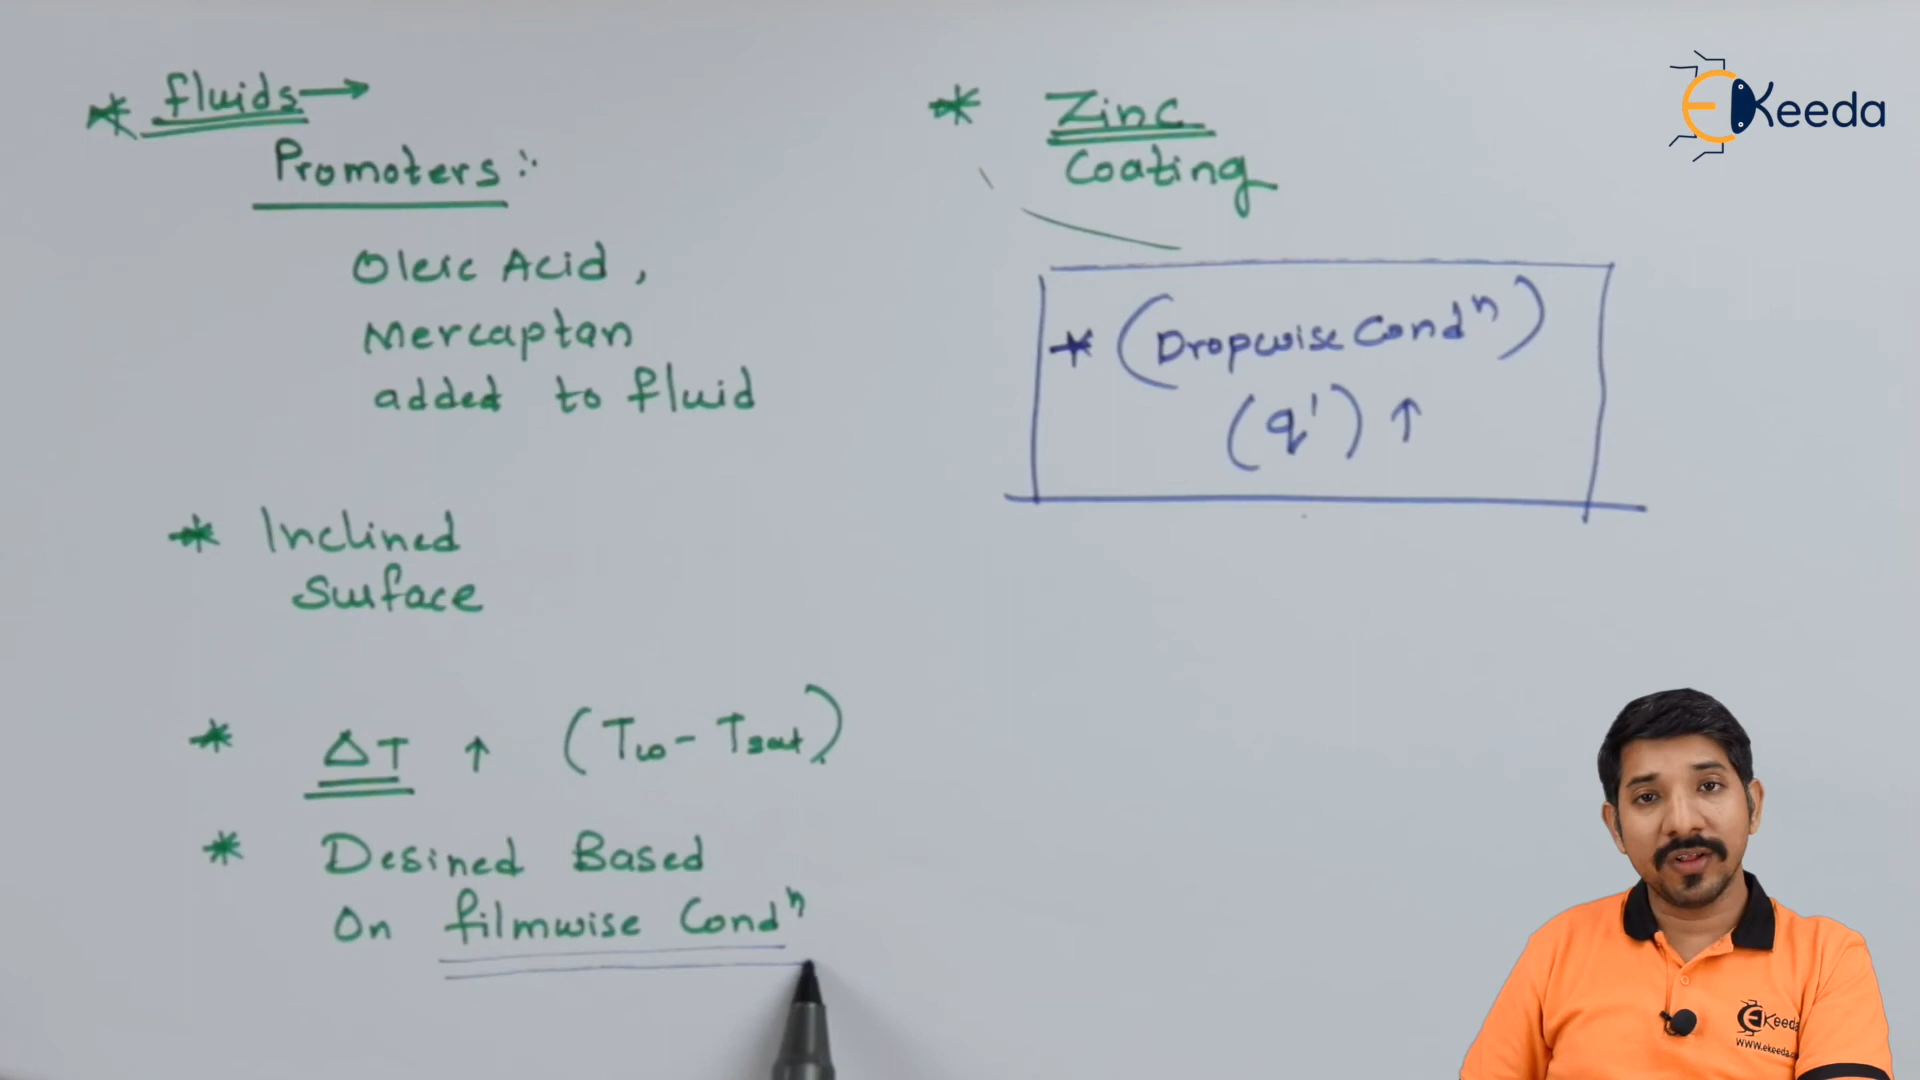 * fluids →
Promoters :-
Oleic Acid ,
Mercaptan
added to fluid
* Inclined
Surface
* ΔT ↑ (Tw - Tsat)
* Desined Based
On filmwise Condⁿ
* Zinc
Coating
* (Dropwise Condⁿ)
(q') ↑
EKeeda
EKeeda
www.ekeeda.c